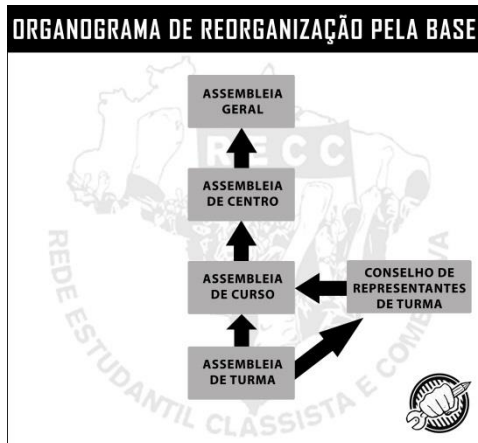 ORGANOGRAMA DE REORGANIZAÇÃO PELA BASE
ASSEMBLEIA
GERAL
RECC
ASSEMBLEIA
DE CENTRO
ASSEMBLEIA
DE CURSO
CONSELHO DE
REPRESENTANTES
DE TURMA
ASSEMBLEIA
DE TURMA
REDE ESTUDANTIL CLASSISTA E COMBATIVA